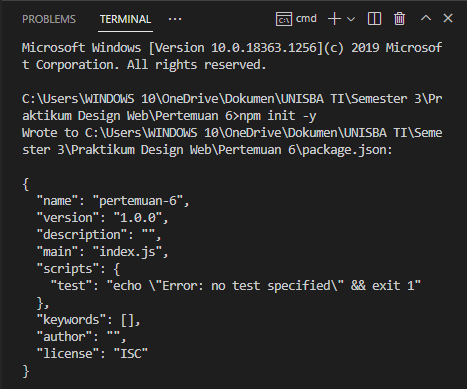 PROBLEMS TERMINAL ... cmd
Microsoft Windows [Version 10.0.18363.1256](c) 2019 Microsof
t Corporation. All rights reserved.
C:\Users\WINDOWS 10\OneDrive\Dokumen\UNISBA TI\Semester 3\Pr
aktikum Design Web\Pertemuan 6>npm init -y
Wrote to C:\Users\WINDOWS 10\OneDrive\Dokumen\UNISBA TI\Seme
ster 3\Praktikum Design Web\Pertemuan 6\package.json:
{
  "name": "pertemuan-6",
  "version": "1.0.0",
  "description": "",
  "main": "index.js",
  "scripts": {
    "test": "echo \"Error: no test specified\" && exit 1"
  },
  "keywords": [],
  "author": "",
  "license": "ISC"
}